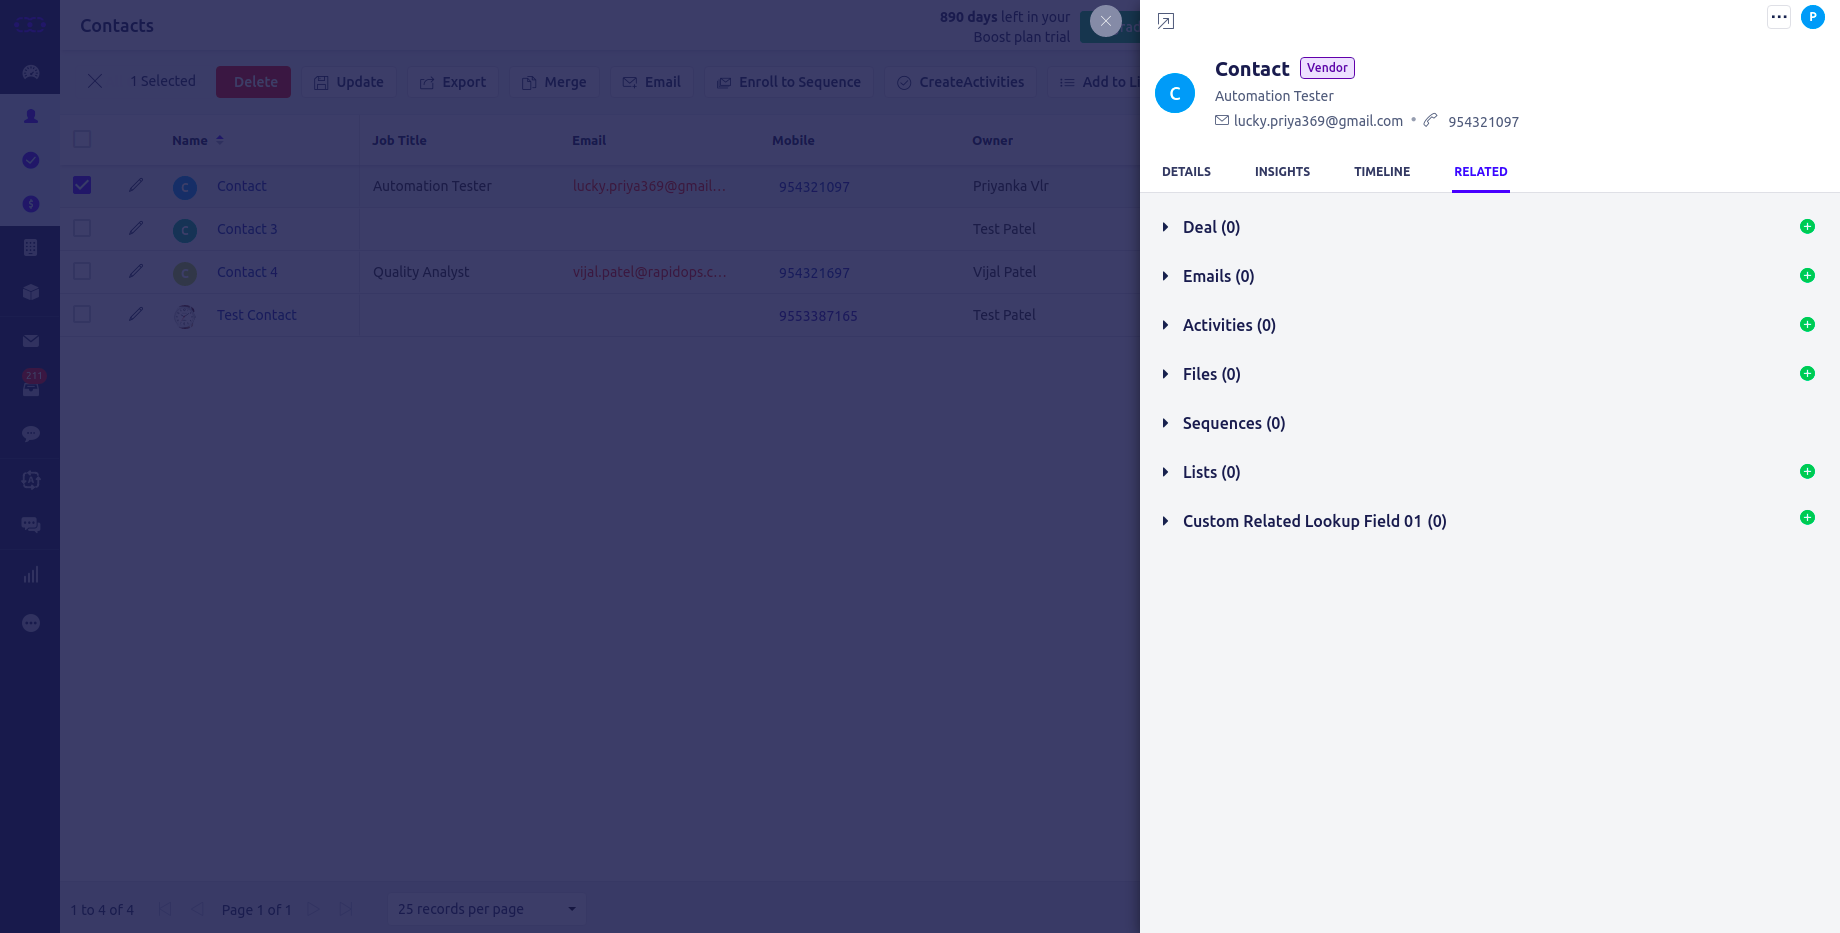 Contacts
890 days left in your
Boost plan trial
1 Selected
Delete
Update
Export
Merge
Email
Enroll to Sequence
CreateActivities
Add to Li
Name
Job Title
Email
Mobile
Owner
C
Contact
Automation Tester
lucky.priya369@gmail...
954321097
Priyanka Vlr
C
Contact 3
Test Patel
C
Contact 4
Quality Analyst
vijal.patel@rapidops.c...
954321697
Vijal Patel
Test Contact
9553387165
Test Patel
211
1 to 4 of 4
Page 1 of 1
25 records per page
P
C
Contact
Vendor
Automation Tester
lucky.priya369@gmail.com • 954321097
DETAILS
INSIGHTS
TIMELINE
RELATED
Deal (0)
Emails (0)
Activities (0)
Files (0)
Sequences (0)
Lists (0)
Custom Related Lookup Field 01 (0)